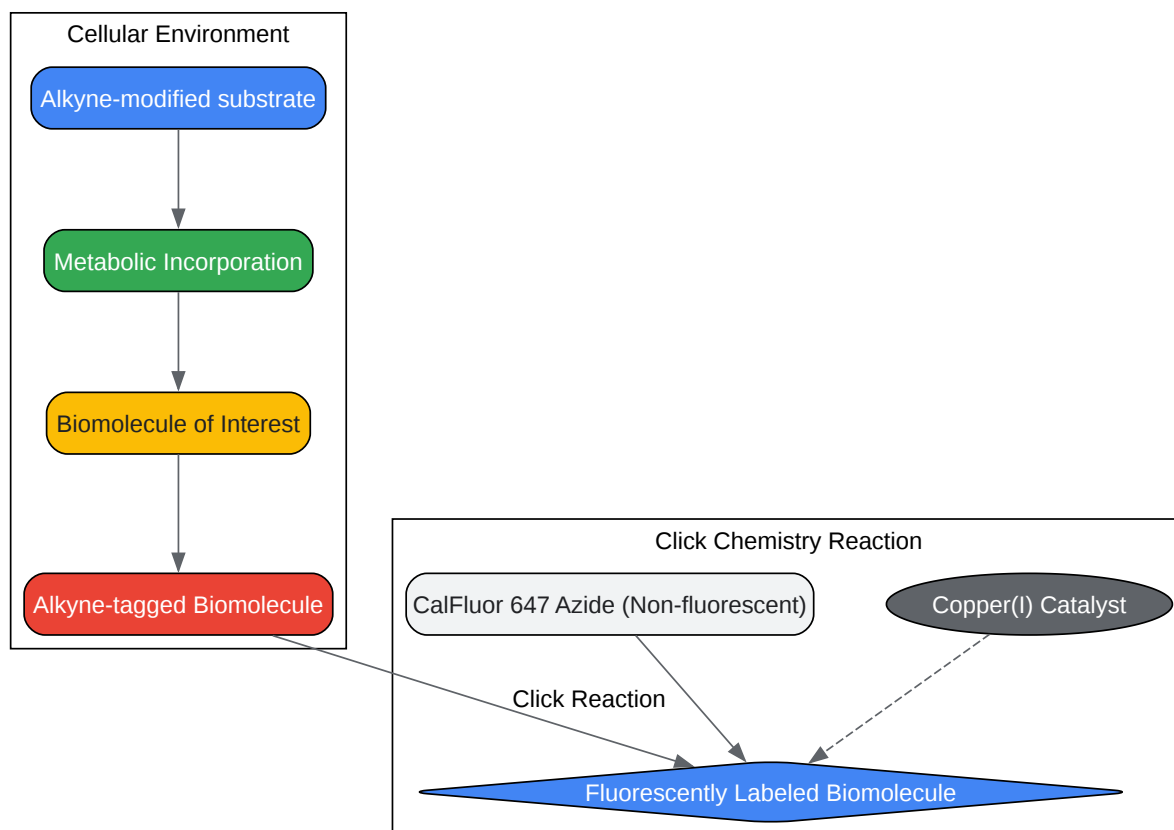 Cellular Environment
Alkyne-modified substrate
Metabolic Incorporation
Biomolecule of Interest
Alkyne-tagged Biomolecule
Click Chemistry Reaction
CalFluor 647 Azide (Non-fluorescent)
Copper(I) Catalyst
Click Reaction
Fluorescently Labeled Biomolecule